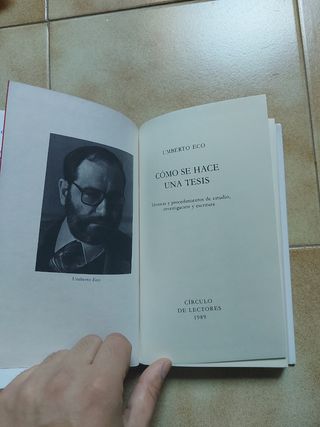 Umberto Eco
UMBERTO ECO
CÓMO SE HACE
UNA TESIS
Técnicas y procedimientos de estudio,
investigación y escritura
CÍRCULO
DE LECTORES
1989